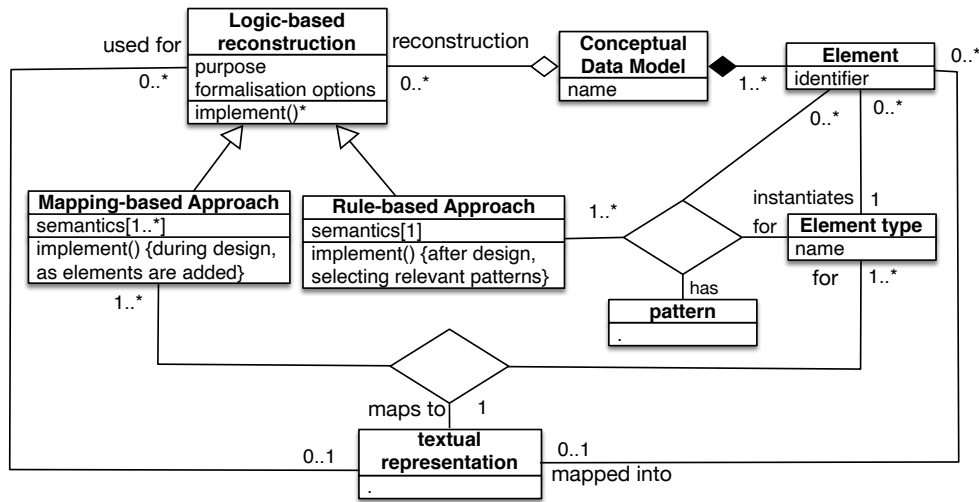 Logic-based
reconstruction
purpose
formalisation options
implement()*
used for
0..*
reconstruction
0..*
Conceptual
Data Model
name
1..*
Element
identifier
0..*
0..*
0..*
Mapping-based Approach
semantics[1..*]
implement() {during design,
as elements are added}
1..*
Rule-based Approach
semantics[1]
implement() {after design,
selecting relevant patterns}
1..*
instantiates
1
for
Element type
name
for
1..*
has
pattern
.
maps to
1
textual
representation
.
0..1
0..1
mapped into